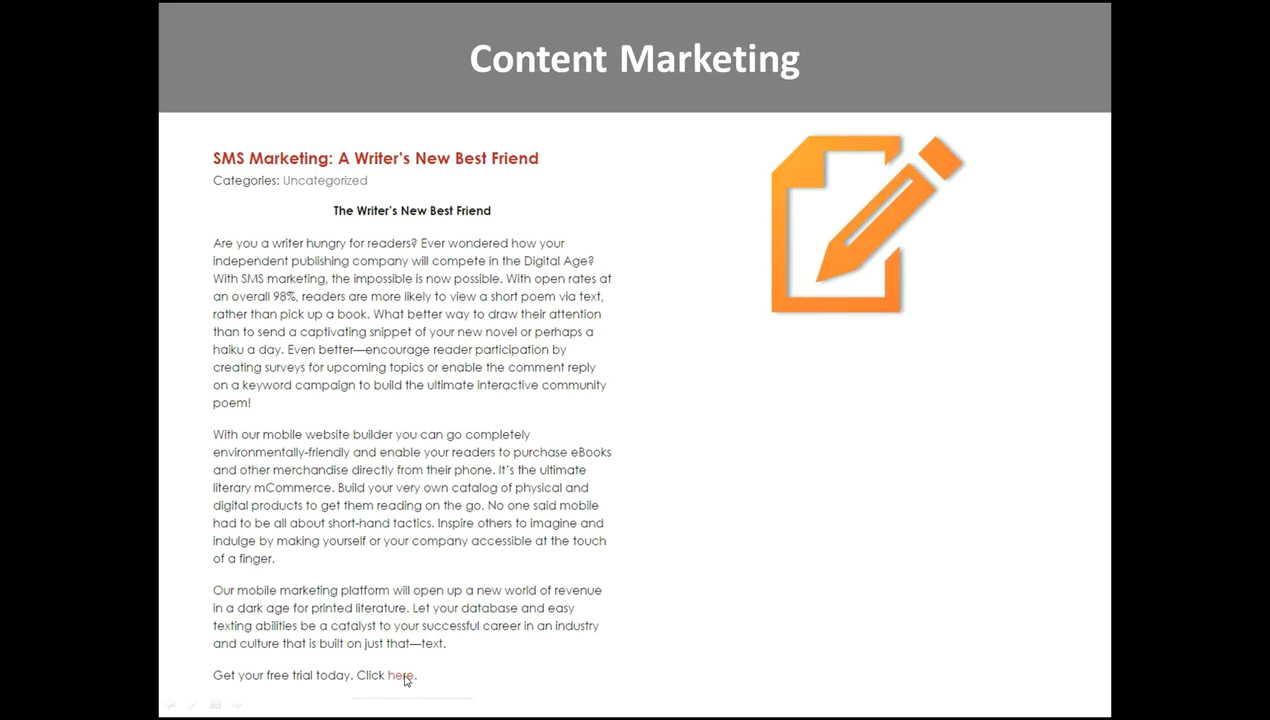 Content Marketing
SMS Marketing: A Writer's New Best Friend
Categories: Uncategorized
The Writer's New Best Friend
Are you a writer hungry for readers? Ever wondered how your
independent publishing company will compete in the Digital Age?
With SMS marketing, the impossible is now possible. With open rates at
an overall 98%, readers are more likely to view a short poem via text,
rather than pick up a book. What better way to draw their attention
than to send a captivating snippet of your new novel or perhaps a
haiku a day. Even better—encourage reader participation by
creating surveys for upcoming topics or enable the comment reply
on a keyword campaign to build the ultimate interactive community
poem!
With our mobile website builder you can go completely
environmentally-friendly and enable your readers to purchase eBooks
and other merchandise directly from their phone. It's the ultimate
literary mCommerce. Build your very own catalog of physical and
digital products to get them reading on the go. No one said mobile
had to be all about short-hand tactics. Inspire others to imagine and
indulge by making yourself or your company accessible at the touch
of a finger.
Our mobile marketing platform will open up a new world of revenue
in a dark age for printed literature. Let your database and easy
texting abilities be a catalyst to your successful career in an industry
and culture that is built on just that—text.
Get your free trial today. Click here.